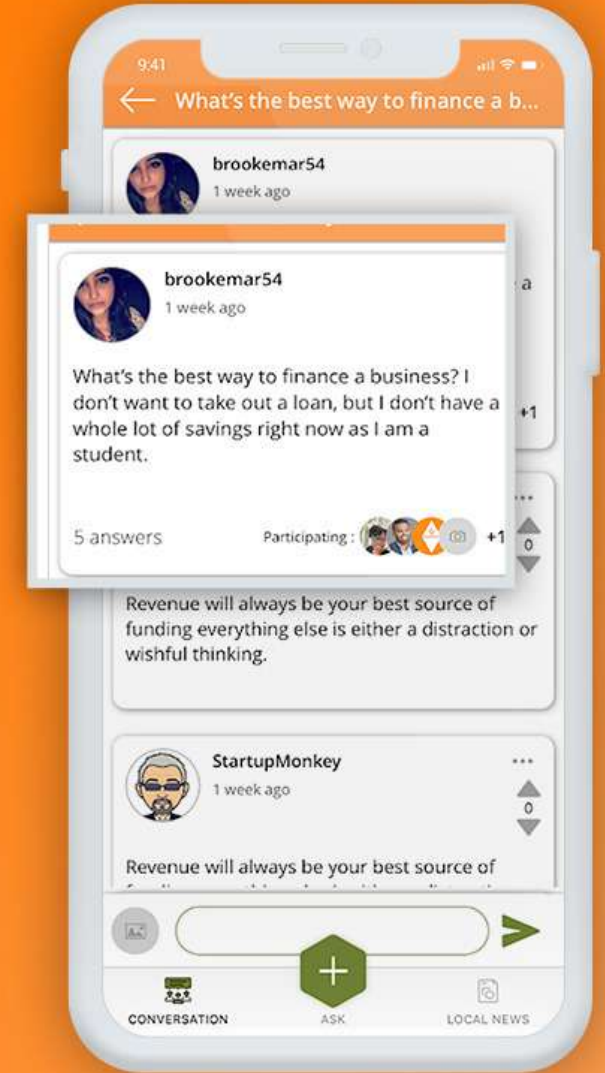 9:41
What's the best way to finance a b...
brookemar54
1 week ago
a
+1
brookemar54
1 week ago
What's the best way to finance a business? I
don't want to take out a loan, but I don't have a
whole lot of savings right now as I am a
student.
5 answers
Participating :
+1
0
Revenue will always be your best source of
funding everything else is either a distraction or
wishful thinking.
StartupMonkey
1 week ago
0
Revenue will always be your best source of
CONVERSATION
ASK
LOCAL NEWS